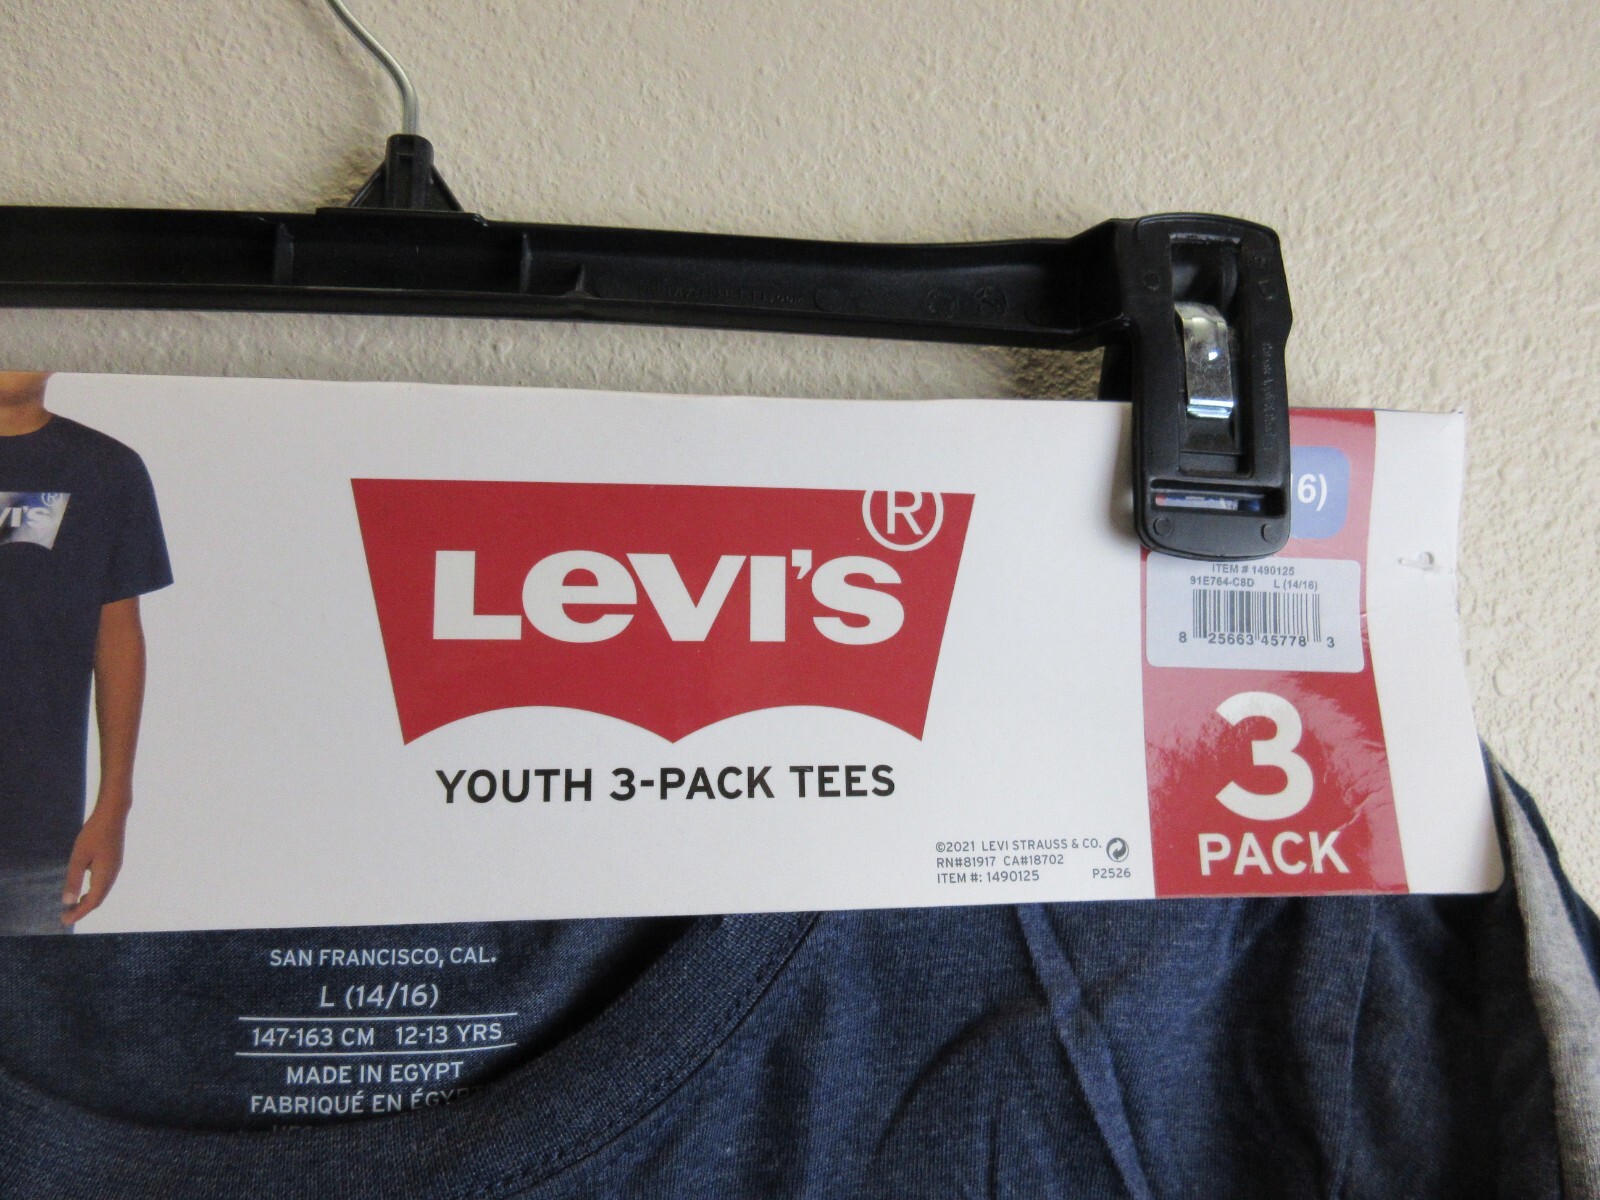 LEVI'S®
YOUTH 3-PACK TEES
©2021 LEVI STRAUSS & CO.
RN#81917 CA#18702
ITEM #: 1490125
P2526
6)
ITEM # 1490125
91E764-C8D L (14/16)
8 25663 45778 3
3
PACK
VI'S®
SAN FRANCISCO, CAL.
L (14/16)
147-163 CM 12-13 YRS
MADE IN EGYPT
FABRIQUÉ EN ÉGYP